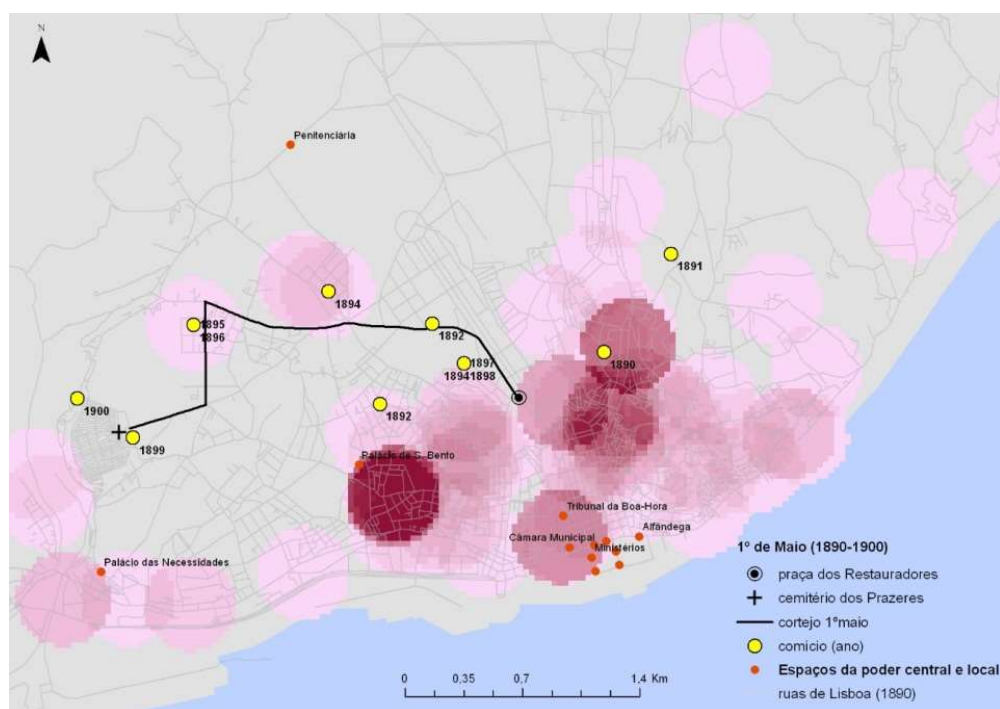 N
Penitenciária
1891
1894
1895
1896
1892
1890
1897
18941898
1892
1900
1899
Palácio de S. Bento
Tribunal da Boa-Hora
Alfândega
Câmara Municipal
Ministérios
Palácio das Necessidades
1º de Maio (1890-1900)
praça dos Restauradores
cemitério dos Prazeres
cortejo 1ºmaio
comicio (ano)
Espaços da poder central e local
ruas de Lisboa (1890)
0 0,35 0,7 1,4 Km